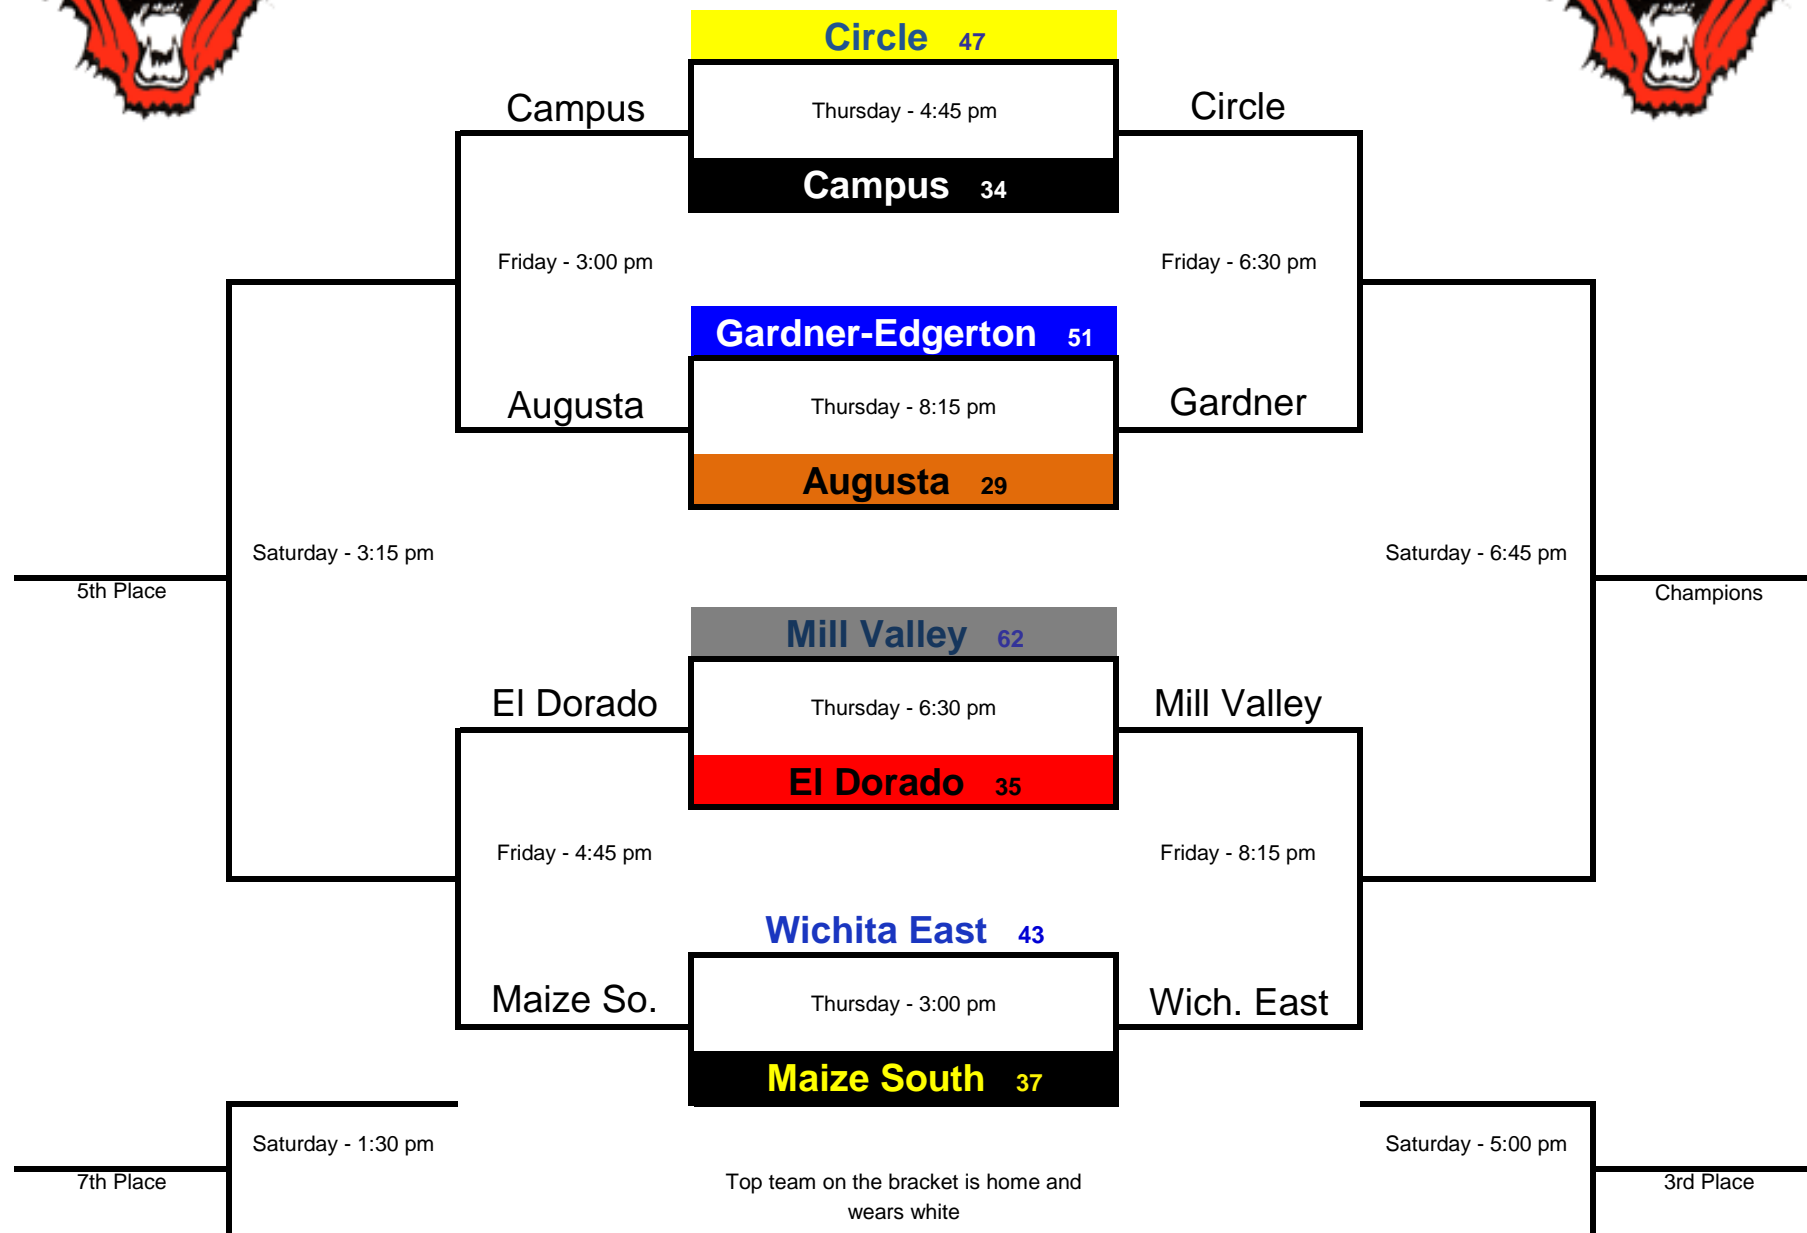 Circle 47
Campus
Thursday - 4:45 pm
Circle
Campus 34
Friday - 3:00 pm
Friday - 6:30 pm
Gardner-Edgerton 51
Augusta
Thursday - 8:15 pm
Gardner
Augusta 29
Saturday - 3:15 pm
Saturday - 6:45 pm
5th Place
Champions
Mill Valley 62
El Dorado
Thursday - 6:30 pm
Mill Valley
El Dorado 35
Friday - 4:45 pm
Friday - 8:15 pm
Wichita East 43
Maize So.
Thursday - 3:00 pm
Wich. East
Maize South 37
Saturday - 1:30 pm
Saturday - 5:00 pm
7th Place
3rd Place
Top team on the bracket is home and
wears white